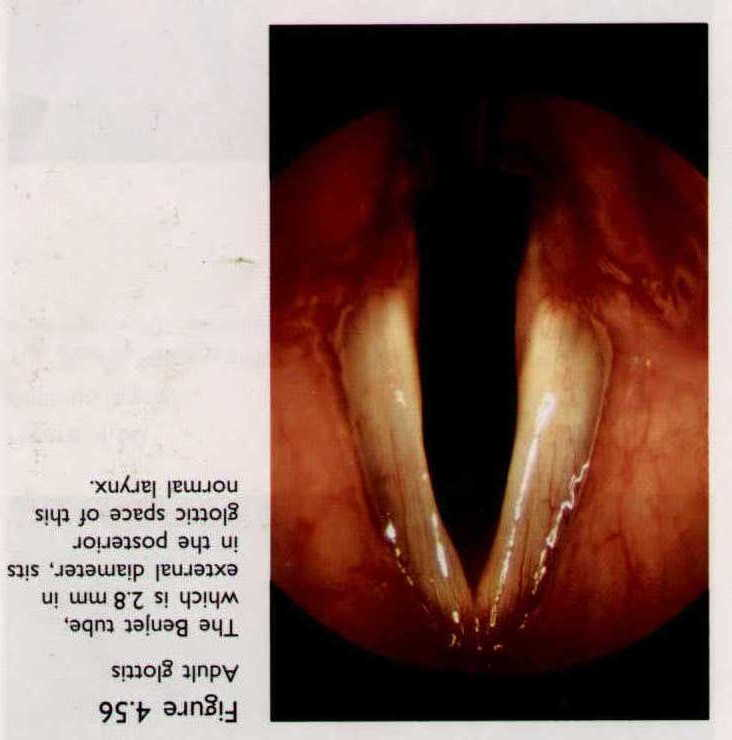 Figure 4.56
Adult glottis
The Benjet tube,
which is 2.8 mm in
external diameter, sits
in the posterior
glottic space of this
normal larynx.